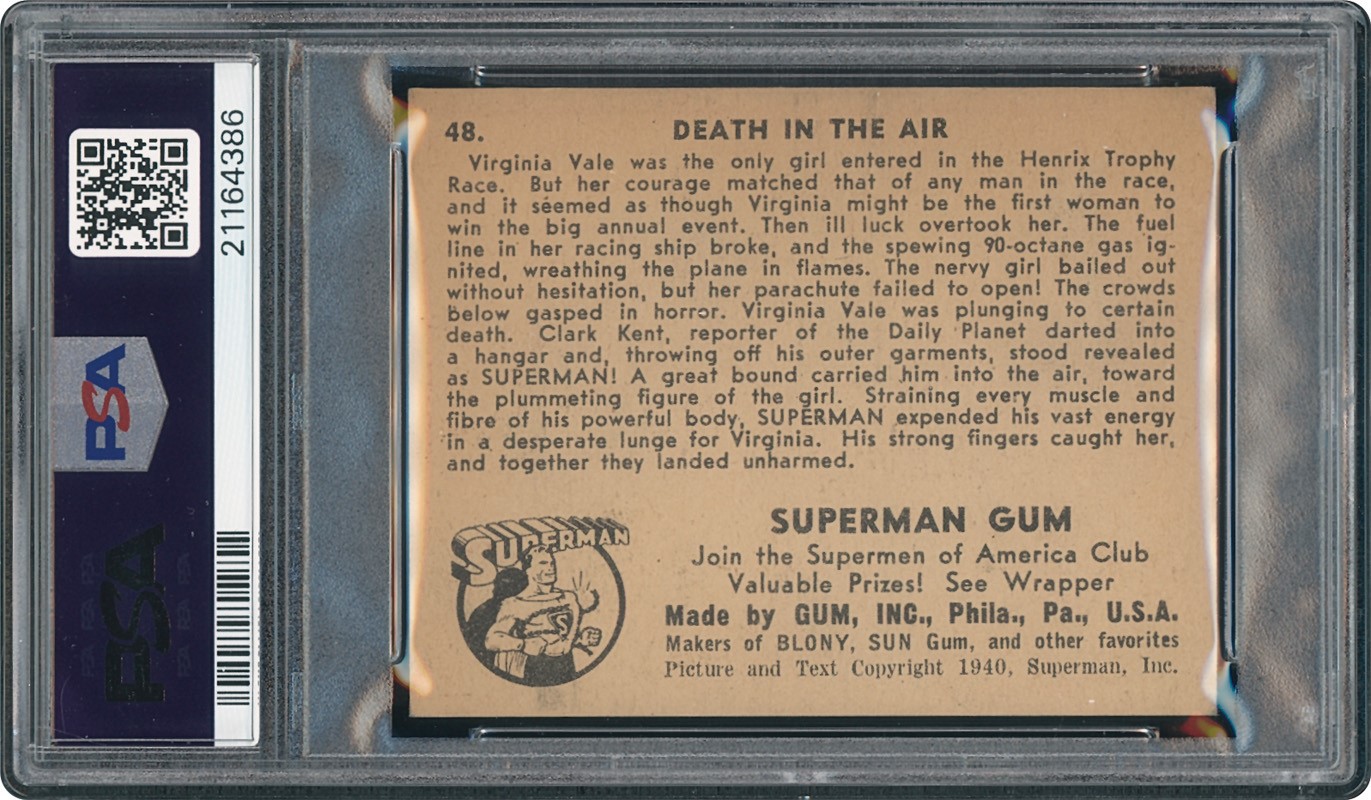 21164386
PSA
PSA
48. DEATH IN THE AIR
Virginia Vale was the only girl entered in the Henrix Trophy
Race. But her courage matched that of any man in the race,
and it seemed as though Virginia might be the first woman to
win the big annual event. Then ill luck overtook her. The fuel
line in her racing ship broke, and the spewing 90-octane gas ig-
nited, wreathing the plane in flames. The nervy girl bailed out
without hesitation, but her parachute failed to open! The crowds
below gasped in horror. Virginia Vale was plunging to certain
death. Clark Kent, reporter of the Daily Planet darted into
a hangar and, throwing off his outer garments, stood revealed
as SUPERMAN! A great bound carried him into the air, toward
the plummeting figure of the girl. Straining every muscle and
fibre of his powerful body, SUPERMAN expended his vast energy
in a desperate lunge for Virginia. His strong fingers caught her,
and together they landed unharmed.
SUPERMAN
S
SUPERMAN GUM
Join the Supermen of America Club
Valuable Prizes! See Wrapper
Made by GUM, INC., Phila., Pa., U.S.A.
Makers of BLONY, SUN Gum, and other favorites
Picture and Text Copyright 1940, Superman, Inc.